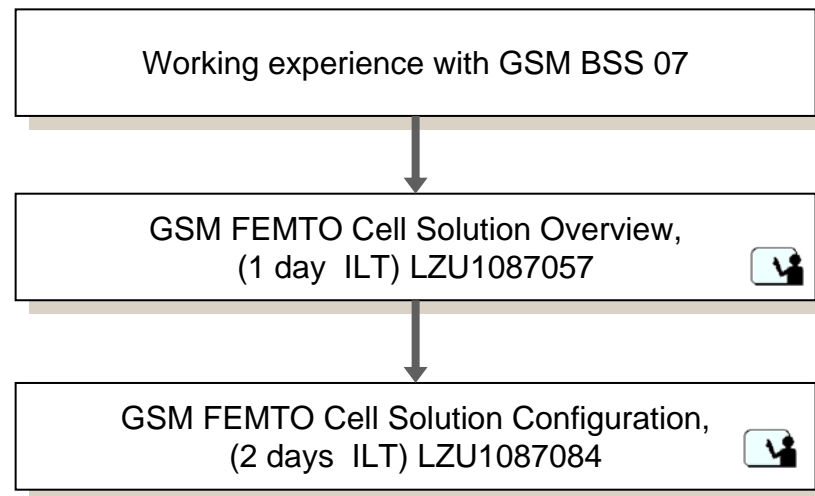 Working experience with GSM BSS 07
GSM FEMTO Cell Solution Overview,
(1 day  ILT) LZU1087057
GSM FEMTO Cell Solution Configuration,
(2 days  ILT) LZU1087084